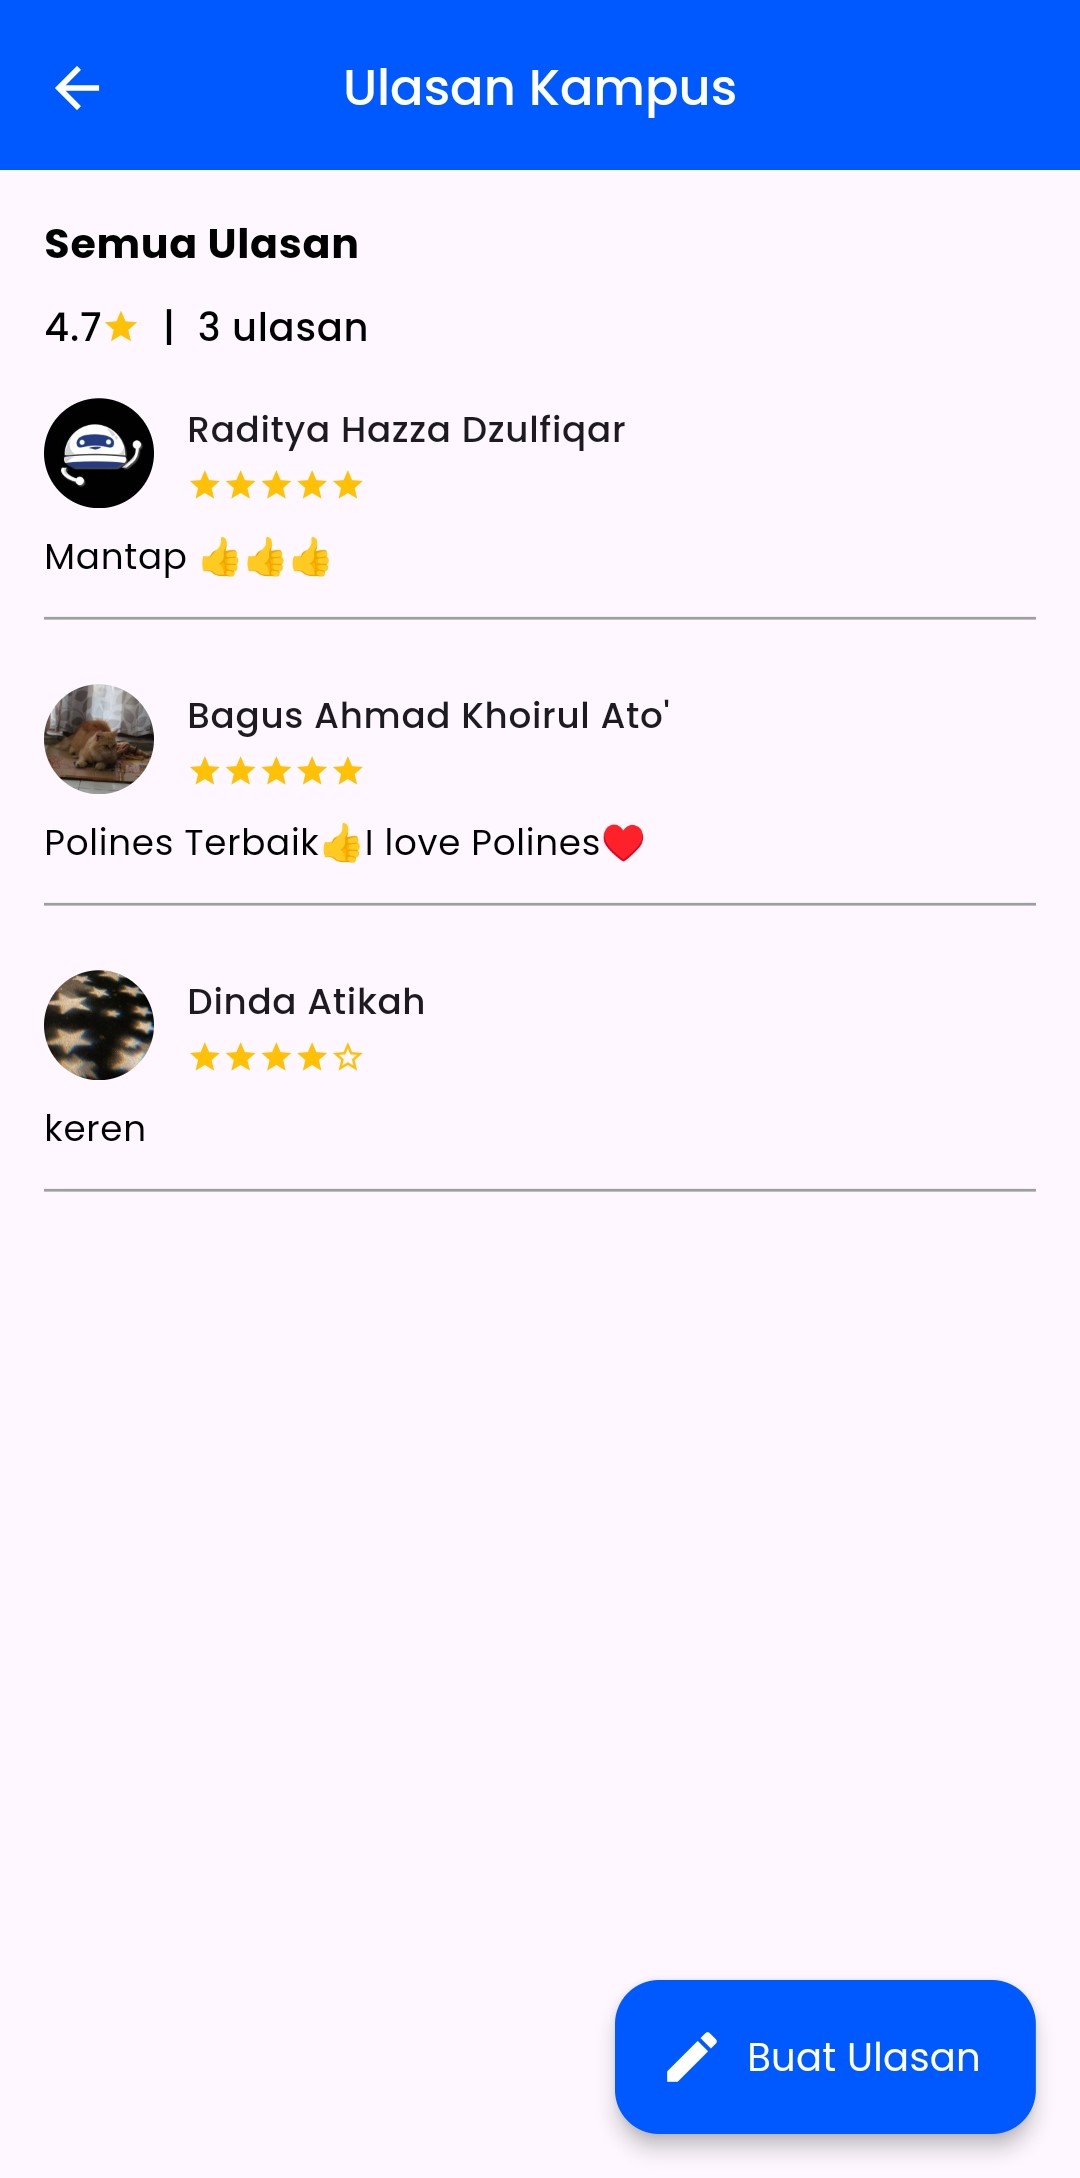 Ulasan Kampus
Semua Ulasan
4.7⭐ | 3 ulasan
Raditya Hazza Dzulfiqar
Mantap 👍👍👍
Bagus Ahmad Khoirul Ato'
Polines Terbaik👍I love Polines❤️
Dinda Atikah
keren
Buat Ulasan